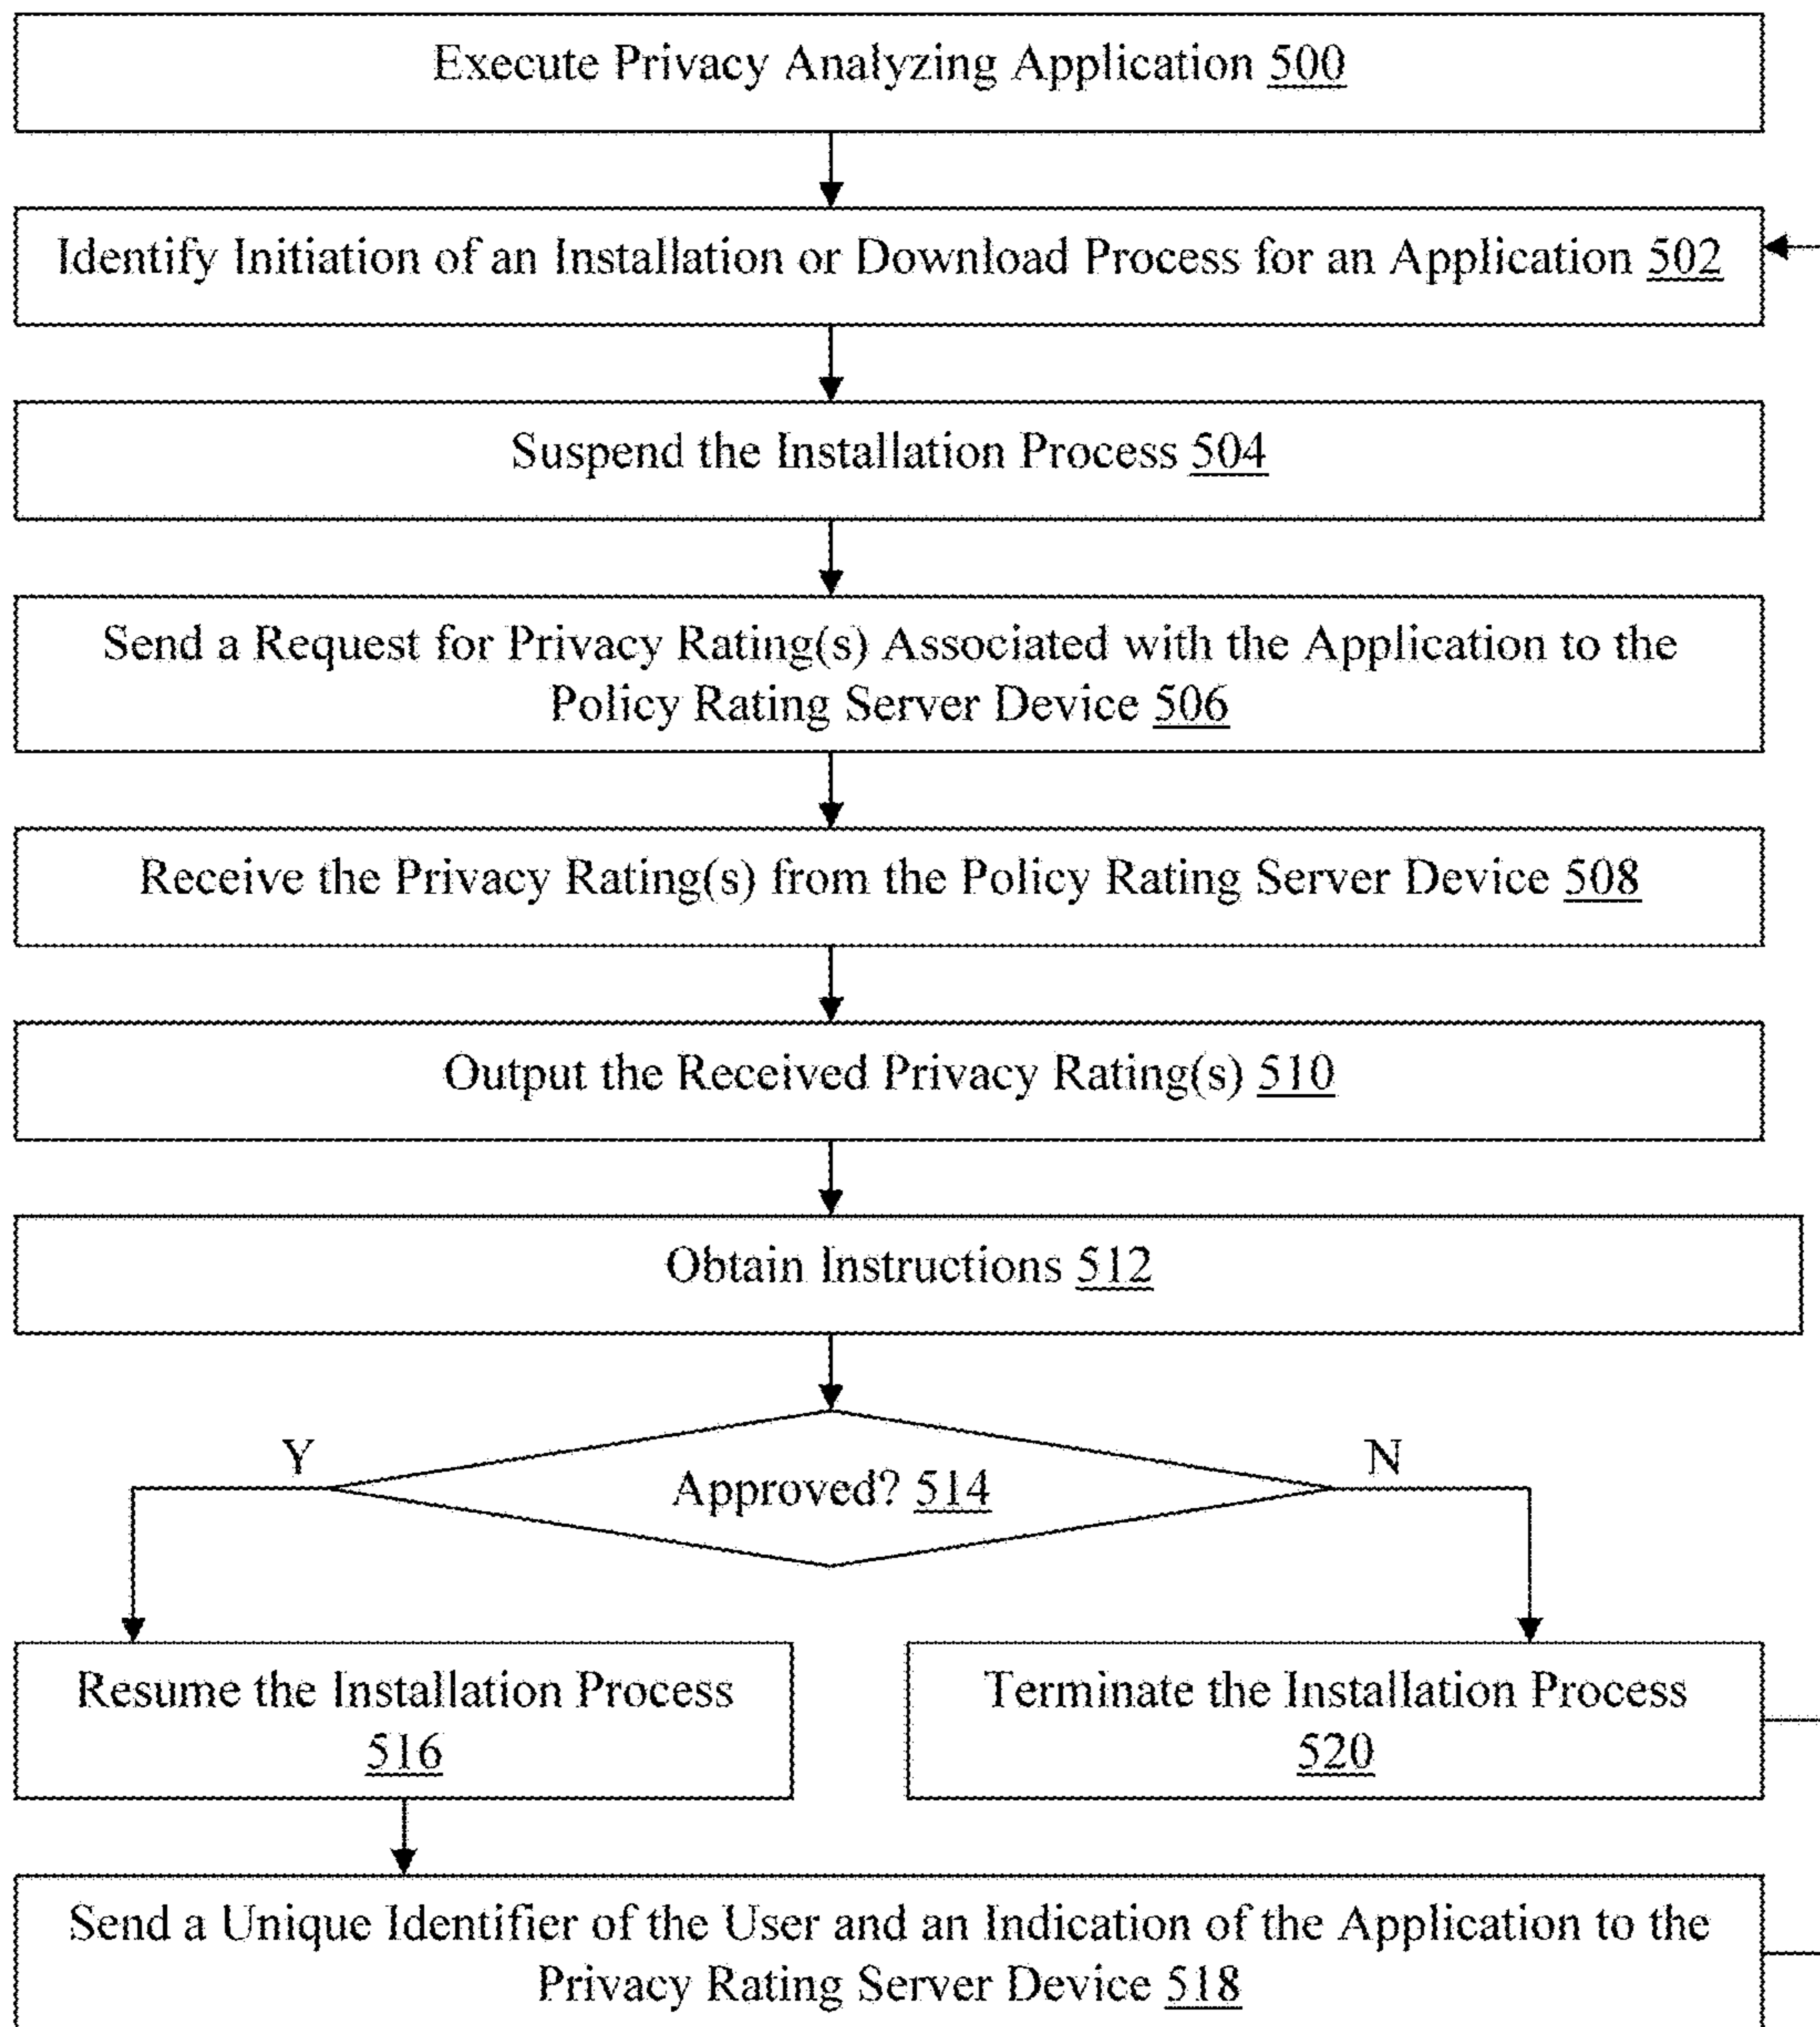 Execute Privacy Analyzing Application 500
Identify Initiation of an Installation or Download Process for an Application 502
Suspend the Installation Process 504
Send a Request for Privacy Rating(s) Associated with the Application to the
Policy Rating Server Device 506
Receive the Privacy Rating(s) from the Policy Rating Server Device 508
Output the Received Privacy Rating(s) 510
Obtain Instructions 512
Y
N
Approved? 514
Resume the Installation Process
516
Terminate the Installation Process
520
Send a Unique Identifier of the User and an Indication of the Application to the
Privacy Rating Server Device 518